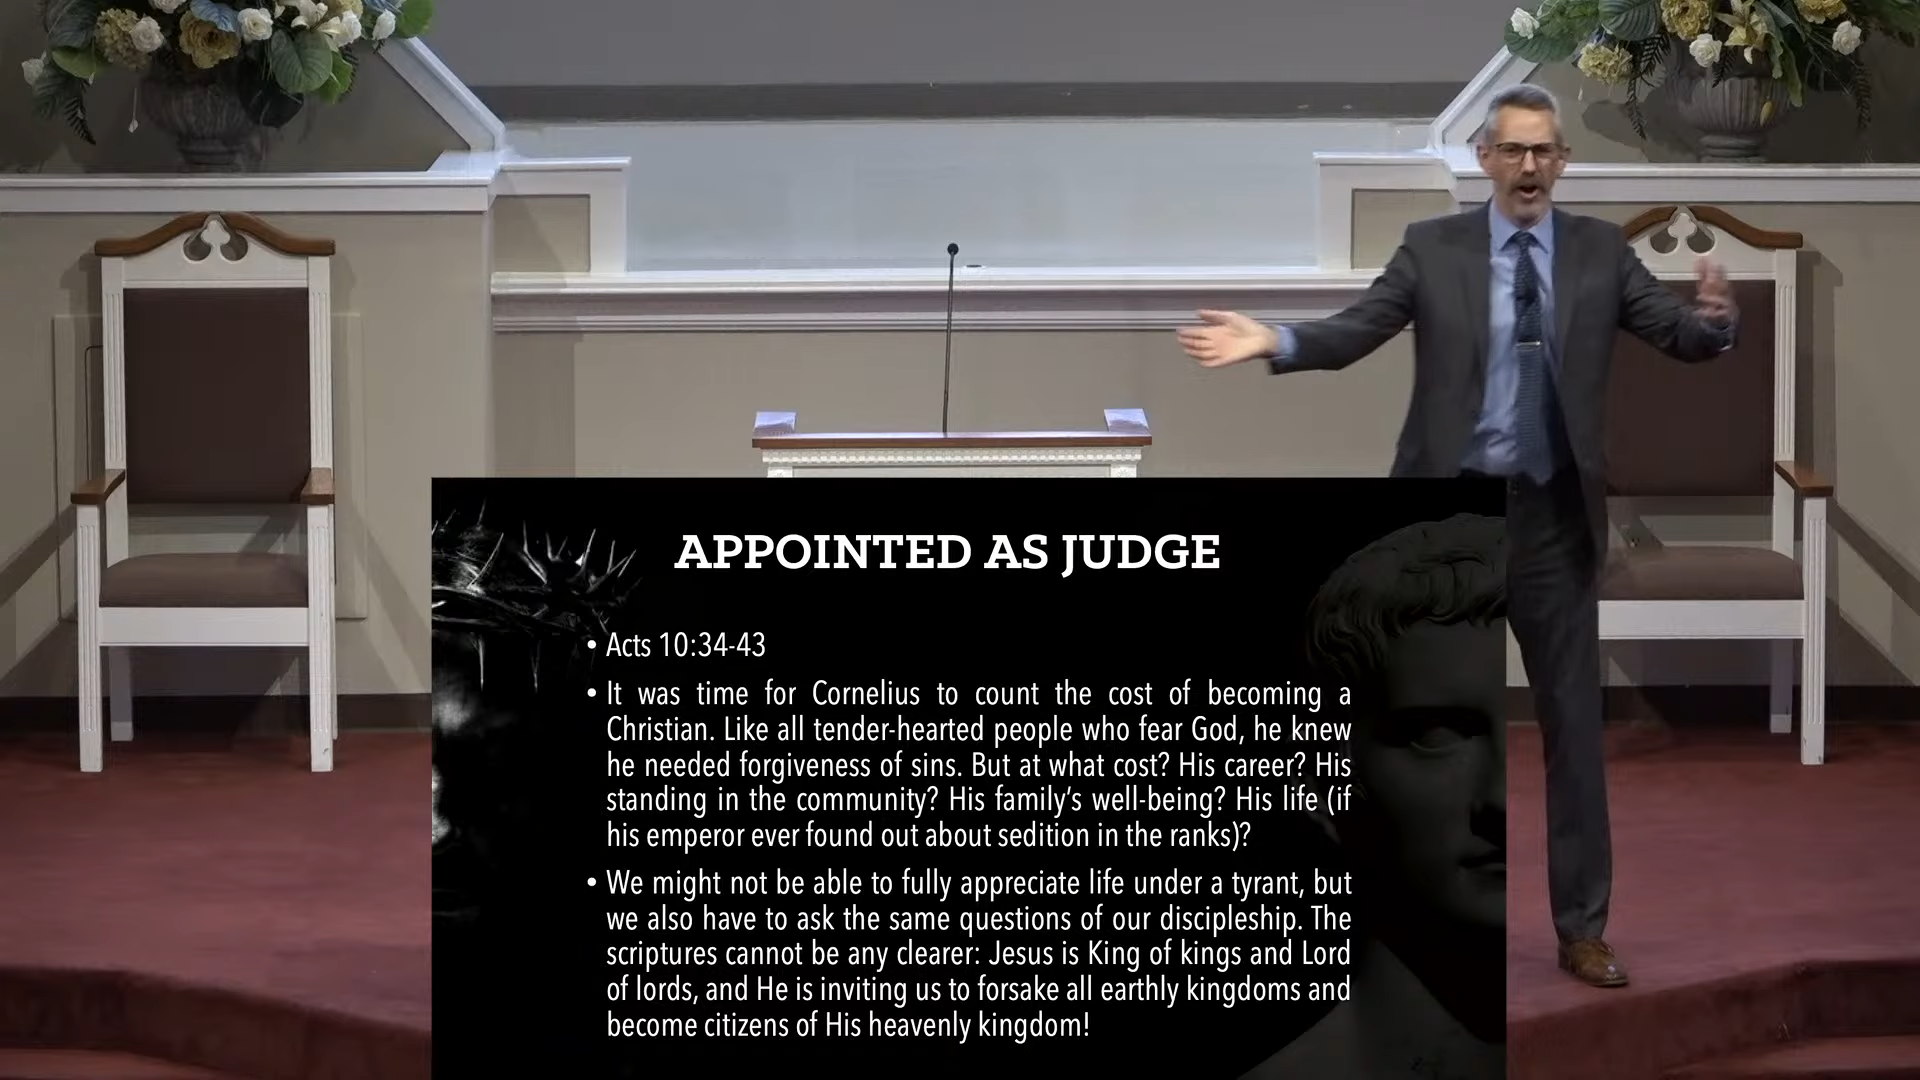 APPOINTED AS JUDGE
• Acts 10:34-43
• It was time for Cornelius to count the cost of becoming a
Christian. Like all tender-hearted people who fear God, he knew
he needed forgiveness of sins. But at what cost? His career? His
standing in the community? His family's well-being? His life (if
his emperor ever found out about sedition in the ranks)?
• We might not be able to fully appreciate life under a tyrant, but
we also have to ask the same questions of our discipleship. The
scriptures cannot be any clearer: Jesus is King of kings and Lord
of lords, and He is inviting us to forsake all earthly kingdoms and
become citizens of His heavenly kingdom!